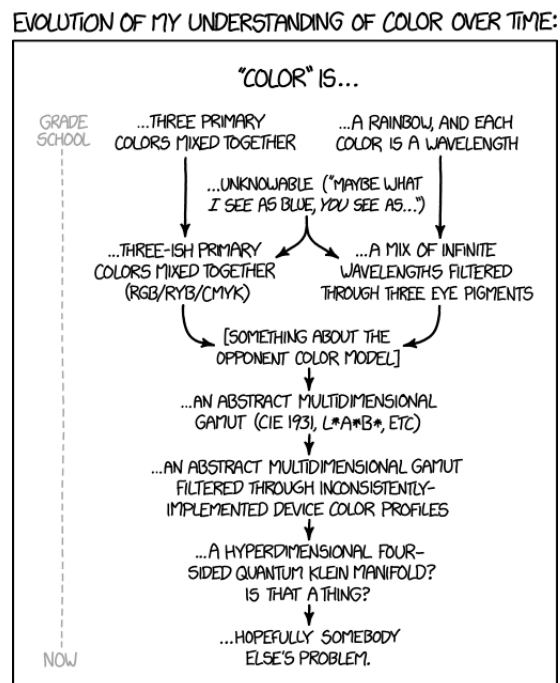 EVOLUTION OF MY UNDERSTANDING OF COLOR OVER TIME:
"COLOR" IS...
GRADE
SCHOOL
...THREE PRIMARY
COLORS MIXED TOGETHER
...A RAINBOW, AND EACH
COLOR IS A WAVELENGTH
...UNKNOWABLE ("MAYBE WHAT
I SEE AS BLUE, YOU SEE AS...")
...THREE-ISH PRIMARY
COLORS MIXED TOGETHER
(RGB/RYB/CMYK)
...A MIX OF INFINITE
WAVELENGTHS FILTERED
THROUGH THREE EYE PIGMENTS
[SOMETHING ABOUT THE
OPPONENT COLOR MODEL]
...AN ABSTRACT MULTIDIMENSIONAL
GAMUT (CIE 1931, L*A*B*, ETC)
...AN ABSTRACT MULTIDIMENSIONAL GAMUT
FILTERED THROUGH INCONSISTENTLY-
IMPLEMENTED DEVICE COLOR PROFILES
...A HYPERDIMENSIONAL FOUR-
SIDED QUANTUM KLEIN MANIFOLD?
IS THAT A THING?
...HOPEFULLY SOMEBODY
ELSE'S PROBLEM.
NOW